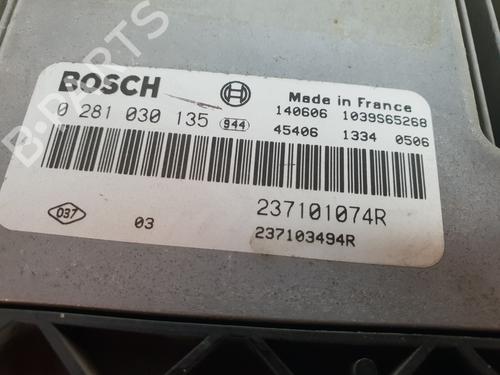 B-PARTS
BOSCH
Made in France
140606 1039S65268
0 281 030 135 944
45406 1334 0506
237101074R
037
03
237103494R